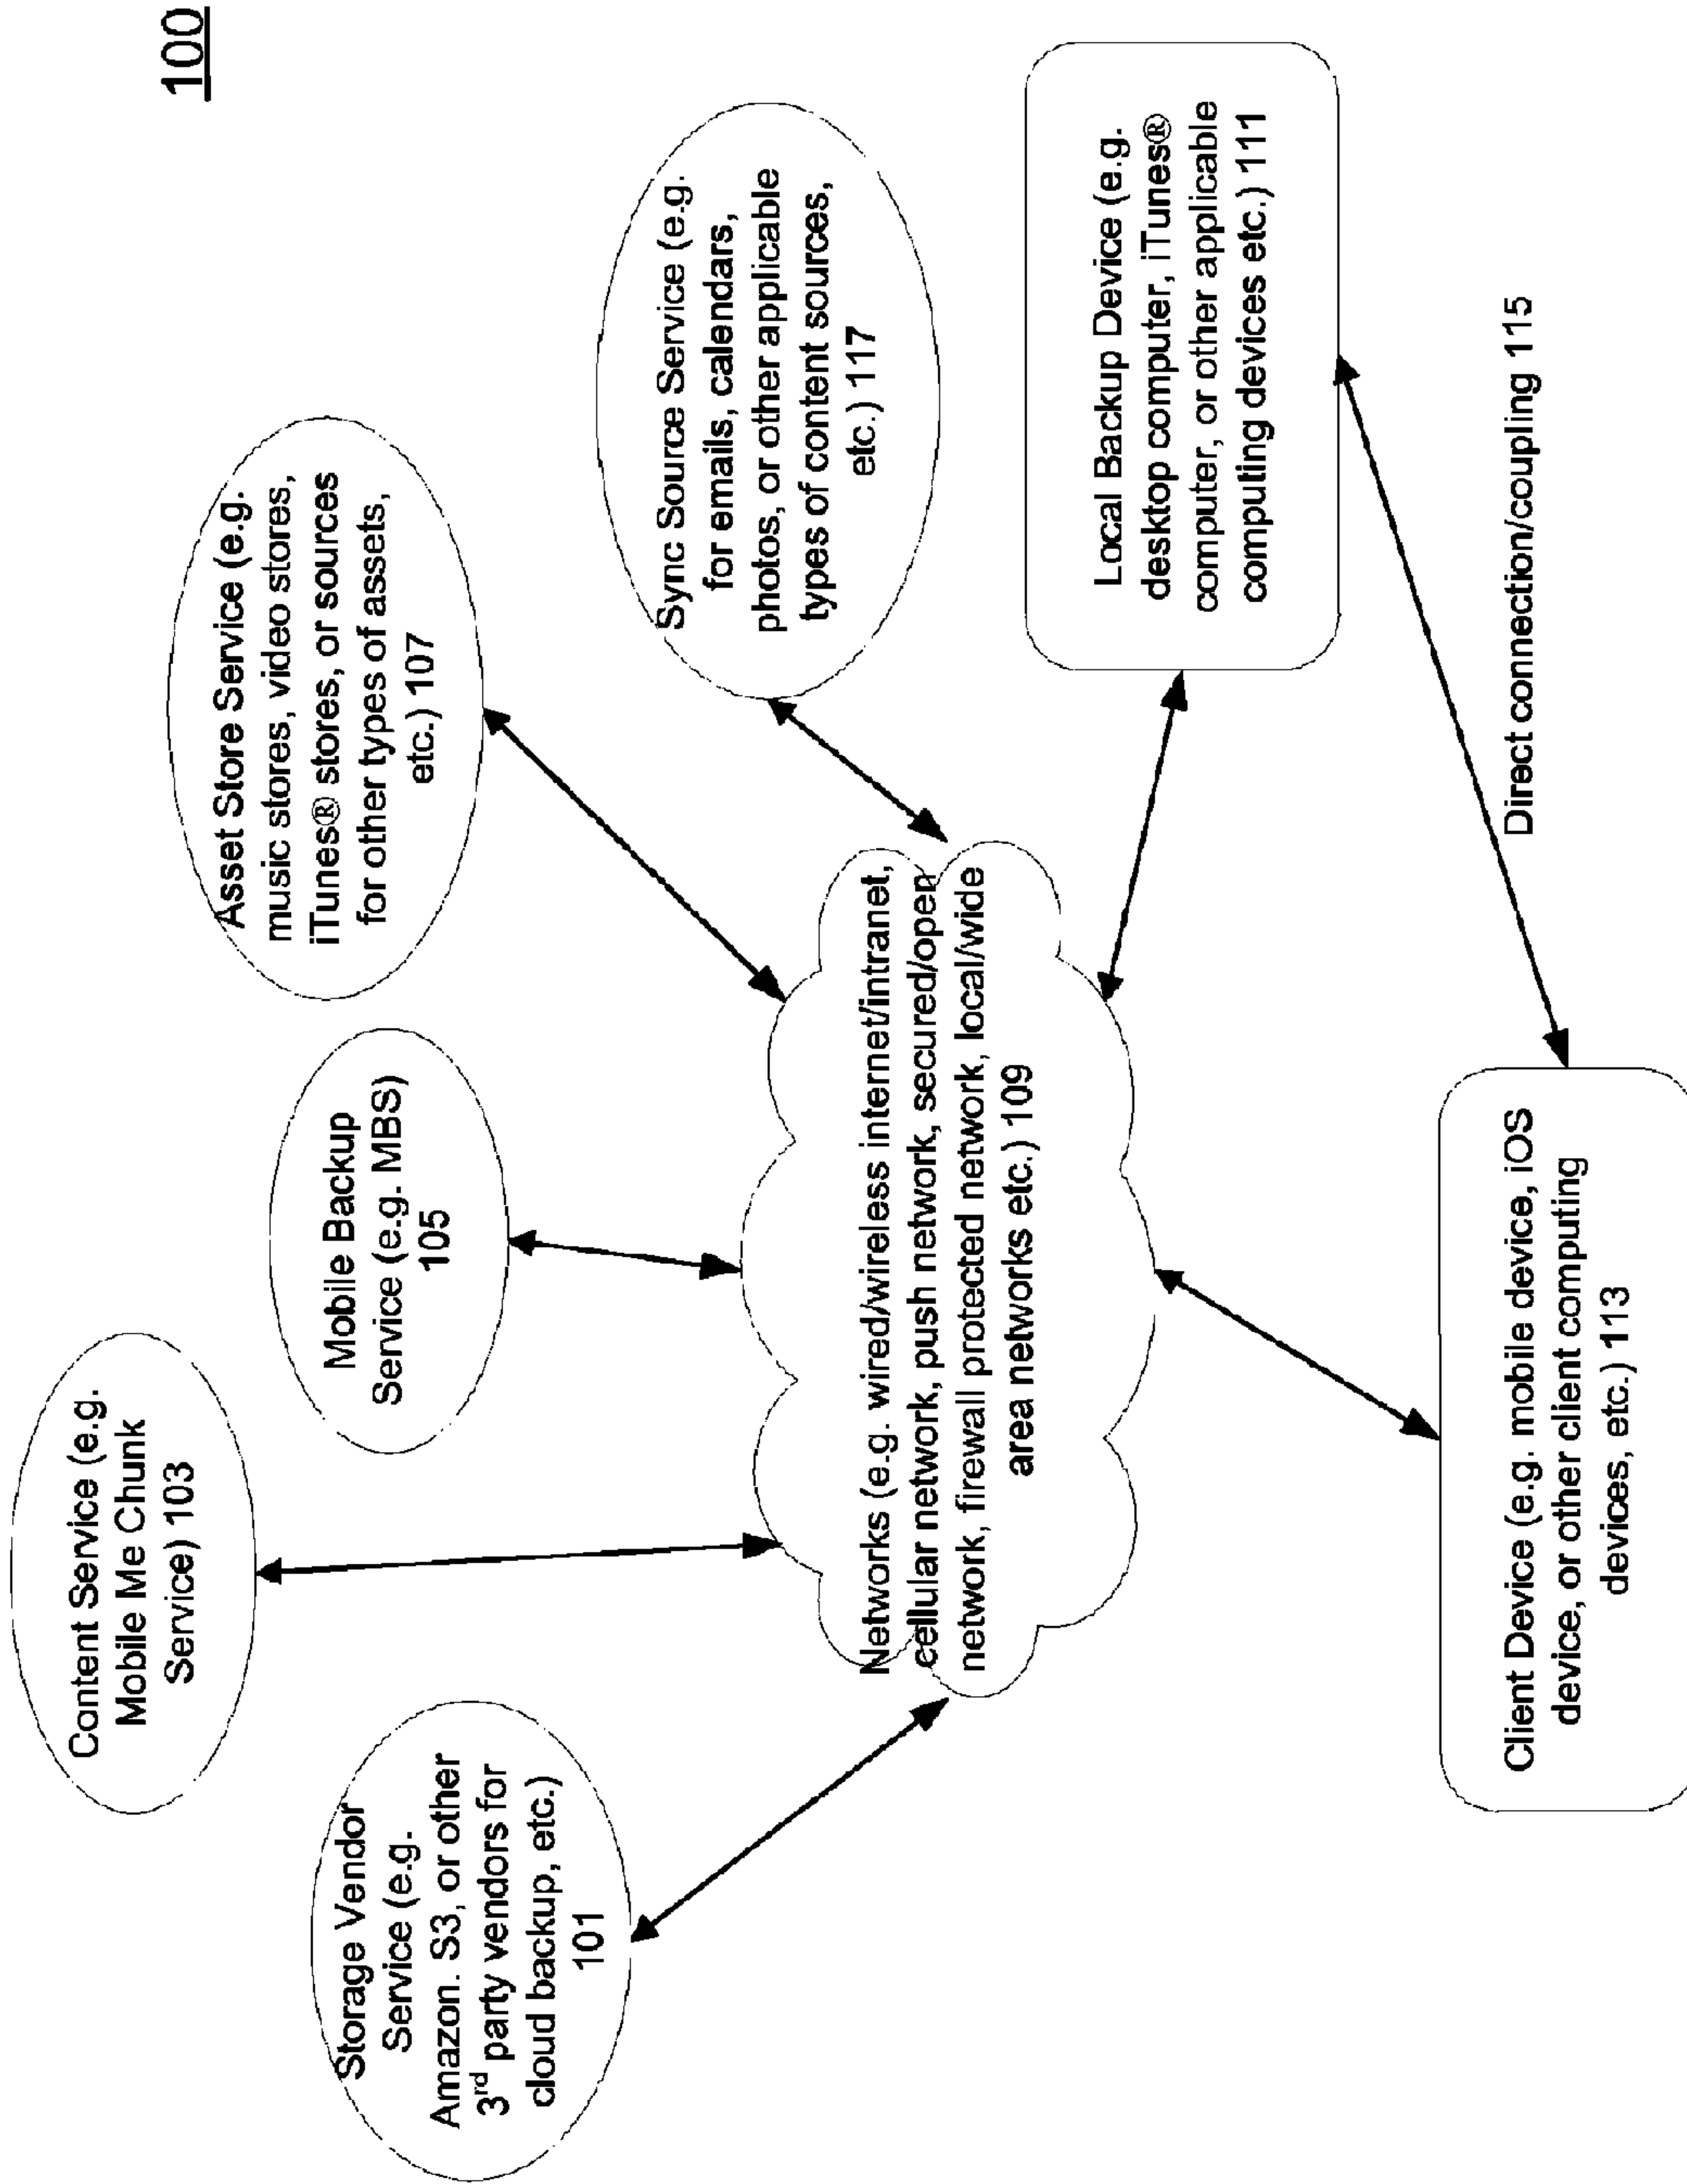 100
Content Service (e.g.
Mobile Me Chunk
Service) 103
Storage Vendor
Service (e.g.
Amazon. S3, or other
3rd party vendors for
cloud backup, etc.)
101
Mobile Backup
Service (e.g. MBS)
105
Asset Store Service (e.g.
music stores, video stores,
iTunes® stores, or sources
for other types of assets,
etc.) 107
Sync Source Service (e.g.
for emails, calendars,
photos, or other applicable
types of content sources,
etc.) 117
Networks (e.g. wired/wireless internet/intranet,
cellular network, push network, secured/open
network, firewall protected network, local/wide
area networks etc.) 109
Local Backup Device (e.g.
desktop computer, iTunes®
computer, or other applicable
computing devices etc.) 111
Direct connection/coupling 115
Client Device (e.g. mobile device, iOS
device, or other client computing
devices, etc.) 113